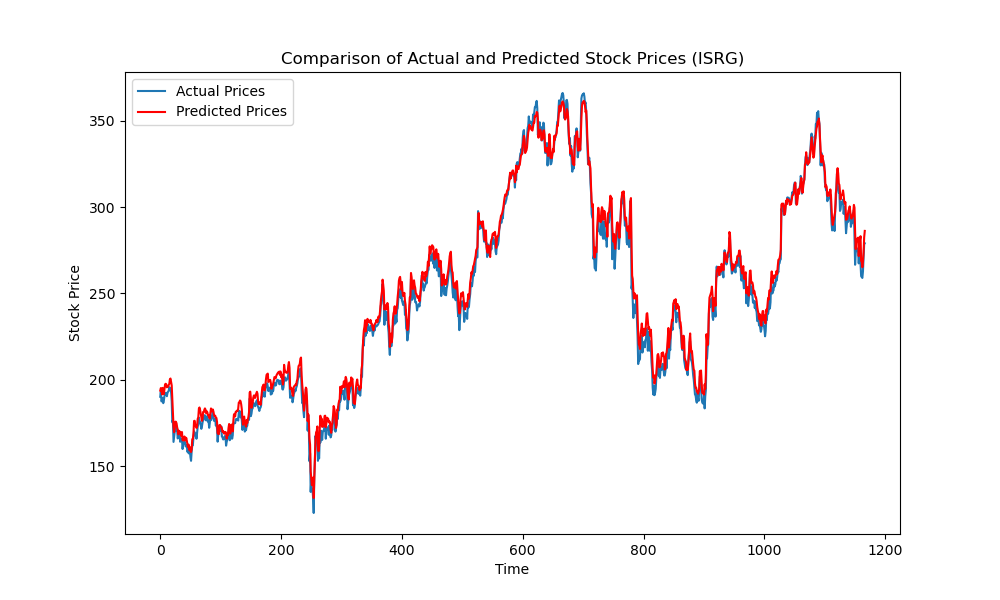 Comparison of Actual and Predicted Stock Prices (ISRG)
Actual Prices
Predicted Prices
Stock Price
350
300
250
200
150
0 200 400 600 800 1000 1200
Time